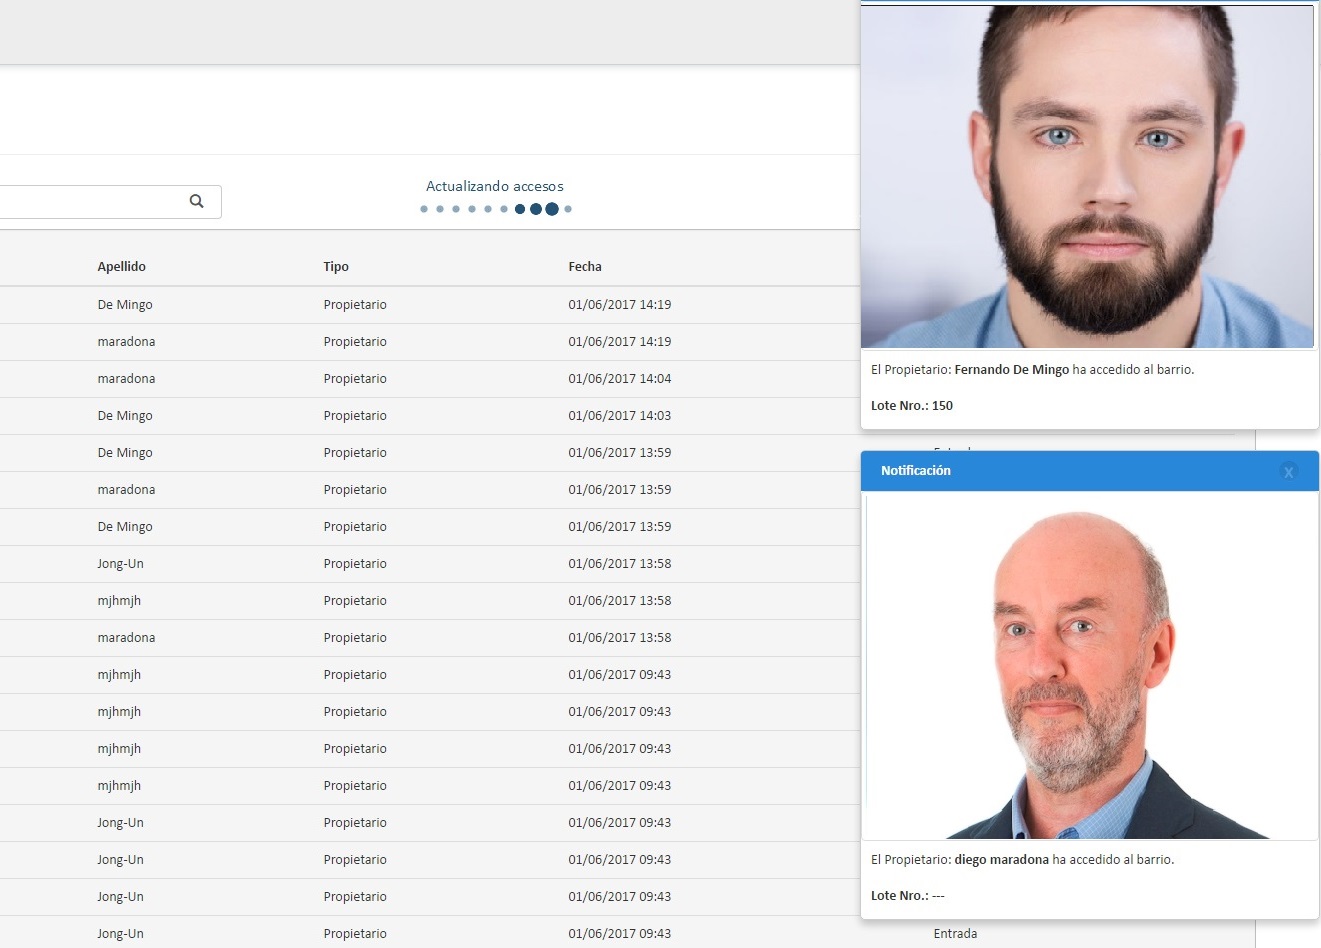 Actualizando accesos
Apellido Tipo Fecha
De Mingo Propietario 01/06/2017 14:19
maradona Propietario 01/06/2017 14:19
maradona Propietario 01/06/2017 14:04
De Mingo Propietario 01/06/2017 14:03
De Mingo Propietario 01/06/2017 13:59
maradona Propietario 01/06/2017 13:59
De Mingo Propietario 01/06/2017 13:59
Jong-Un Propietario 01/06/2017 13:58
mjhmjh Propietario 01/06/2017 13:58
maradona Propietario 01/06/2017 13:58
mjhmjh Propietario 01/06/2017 09:43
mjhmjh Propietario 01/06/2017 09:43
mjhmjh Propietario 01/06/2017 09:43
mjhmjh Propietario 01/06/2017 09:43
Jong-Un Propietario 01/06/2017 09:43
Jong-Un Propietario 01/06/2017 09:43
Jong-Un Propietario 01/06/2017 09:43
Jong-Un Propietario 01/06/2017 09:43 Entrada
El Propietario: Fernando De Mingo ha accedido al barrio.
Lote Nro.: 150
Notificación X
El Propietario: diego maradona ha accedido al barrio.
Lote Nro.: ---